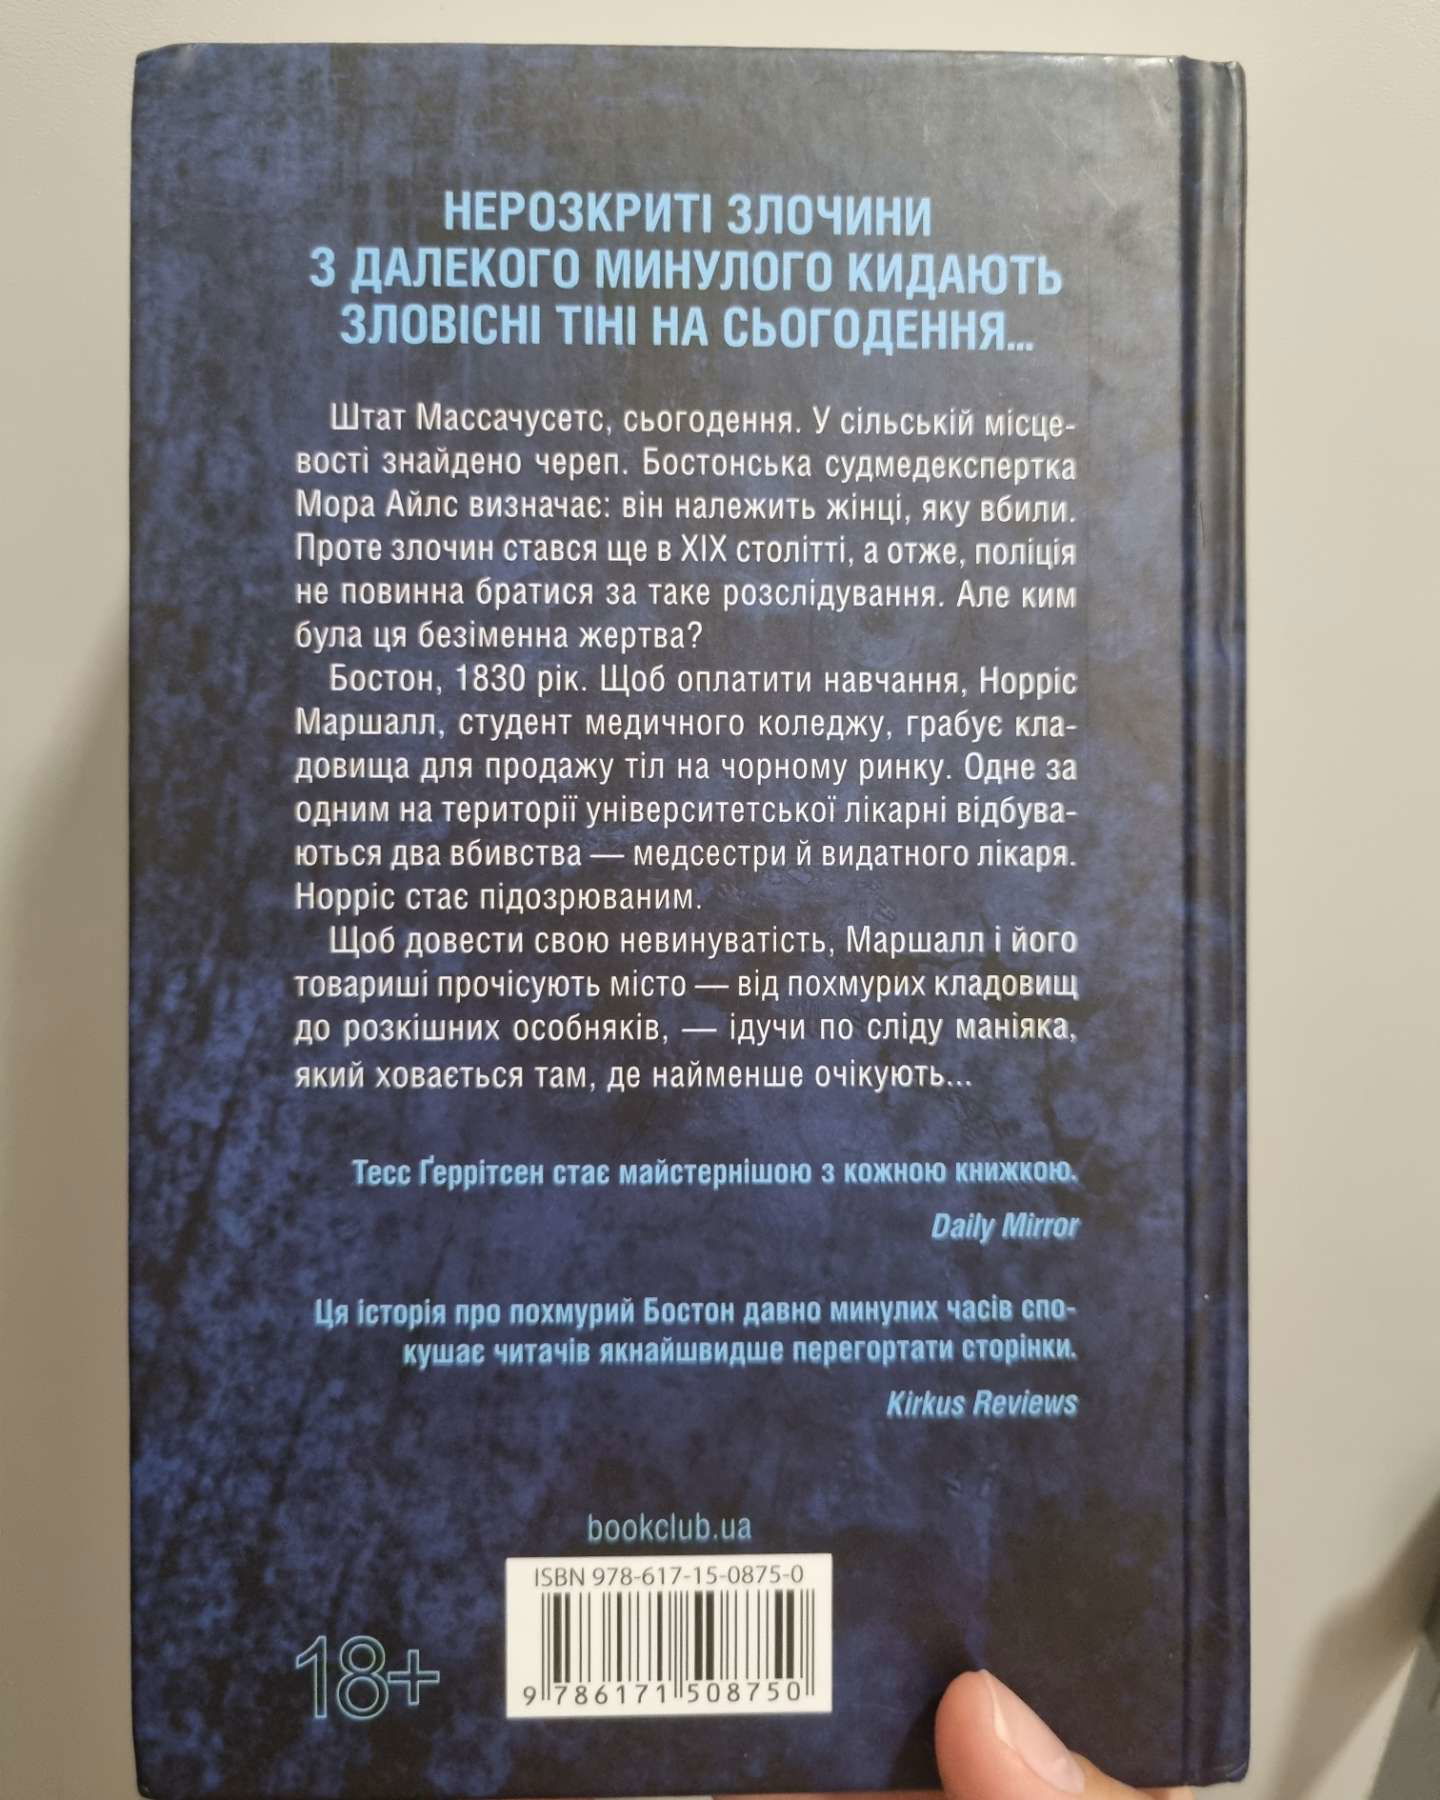 НЕРОЗКРИТІ ЗЛОЧИНИ
З ДАЛЕКОГО МИНУЛОГО КИДАЮТЬ
ЗЛОВІСНІ ТІНІ НА СЬОГОДЕННЯ...
Штат Массачусетс, сьогодення. У сільській місце-
вості знайдено череп. Бостонська судмедекспертка
Мора Айлс визначає: він належить жінці, яку вбили.
Проте злочин стався ще в XIX столітті, а отже, поліція
не повинна братися за таке розслідування. Але ким
була ця безіменна жертва?
Бостон, 1830 рік. Щоб оплатити навчання, Норріс
Маршалл, студент медичного коледжу, грабує кла-
довища для продажу тіл на чорному ринку. Одне за
одним на території університетської лікарні відбува-
ються два вбивства — медсестри й видатного лікаря.
Норріс стає підозрюваним.
Щоб довести свою невинуватість, Маршалл і його
товариші прочісують місто — від похмурих кладовищ
до розкішних особняків, — ідучи по сліду маніяка,
який ховається там, де найменше очікують...
Тесс Ґеррітсен стає майстернішою з кожною книжкою.
Daily Mirror
Ця історія про похмурий Бостон давно минулих часів спо-
кушає читачів якнайшвидше перегортати сторінки.
Kirkus Reviews
bookclub.ua
ISBN 978-617-15-0875-0
9 786171 508750
18+